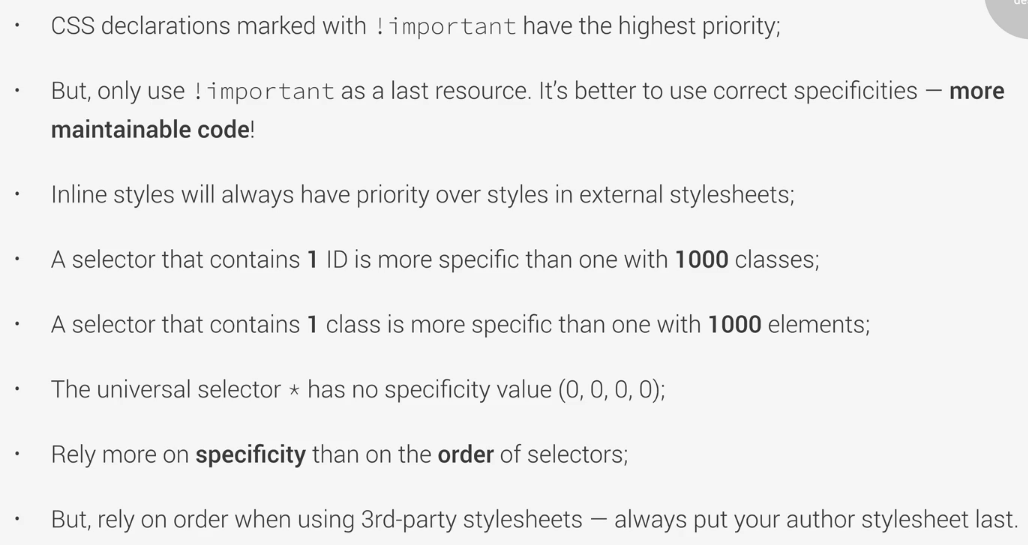 • CSS declarations marked with !important have the highest priority;
• But, only use !important as a last resource. It’s better to use correct specificities — more
maintainable code!
• Inline styles will always have priority over styles in external stylesheets;
• A selector that contains 1 ID is more specific than one with 1000 classes;
• A selector that contains 1 class is more specific than one with 1000 elements;
• The universal selector * has no specificity value (0, 0, 0, 0);
• Rely more on specificity than on the order of selectors;
• But, rely on order when using 3rd-party stylesheets — always put your author stylesheet last.